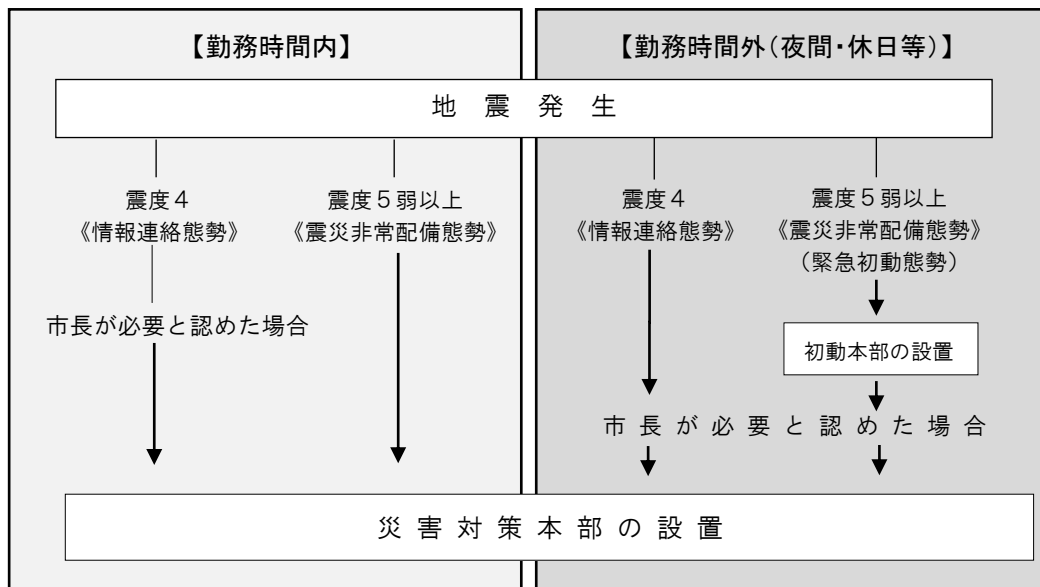 【勤務時間内】
【勤務時間外(夜間・休日等)】
地震発生
震度4
《情報連絡態勢》
市長が必要と認めた場合
震度5弱以上
《震災非常配備態勢》
震度4
《情報連絡態勢》
震度5弱以上
《震災非常配備態勢》
(緊急初動態勢)
初動本部の設置
市長が必要と認めた場合
災害対策本部の設置